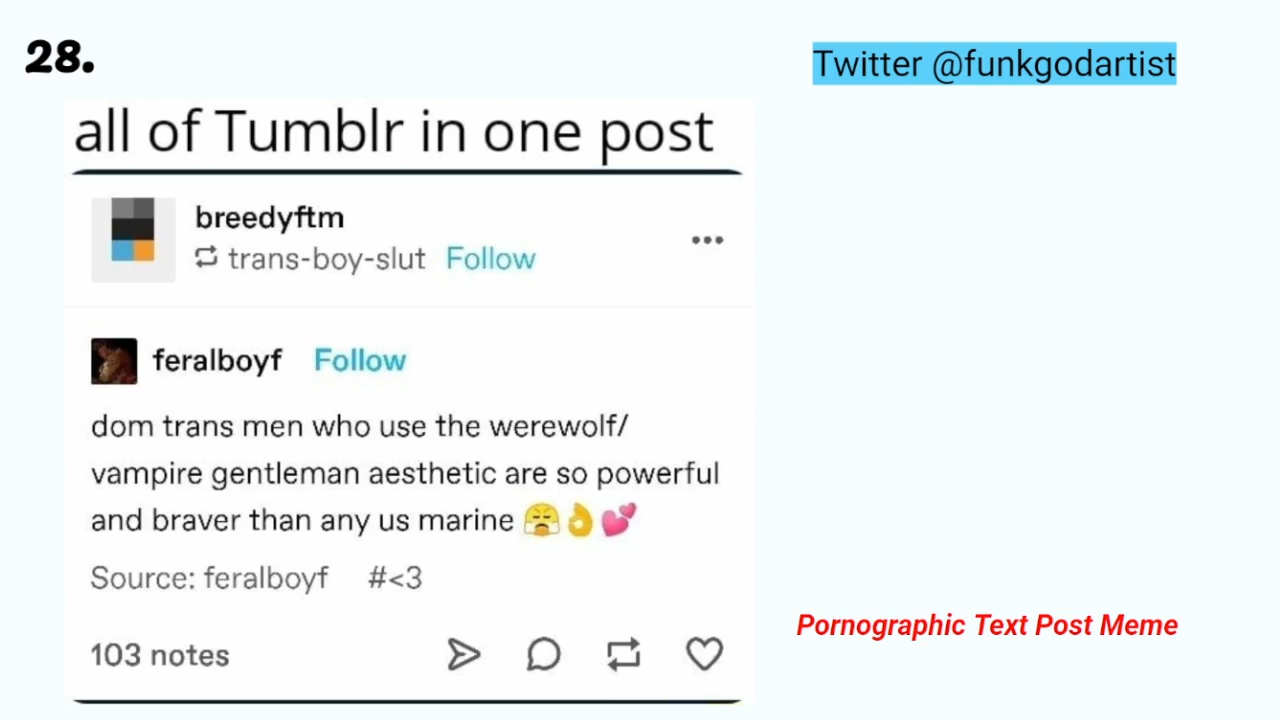 28.
Twitter @funkgodartist
all of Tumblr in one post
breedyftm
trans-boy-slut Follow
feralboyf Follow
dom trans men who use the werewolf/
vampire gentleman aesthetic are so powerful
and braver than any us marine 😤👌💕
Source: feralboyf #<3
103 notes
Pornographic Text Post Meme